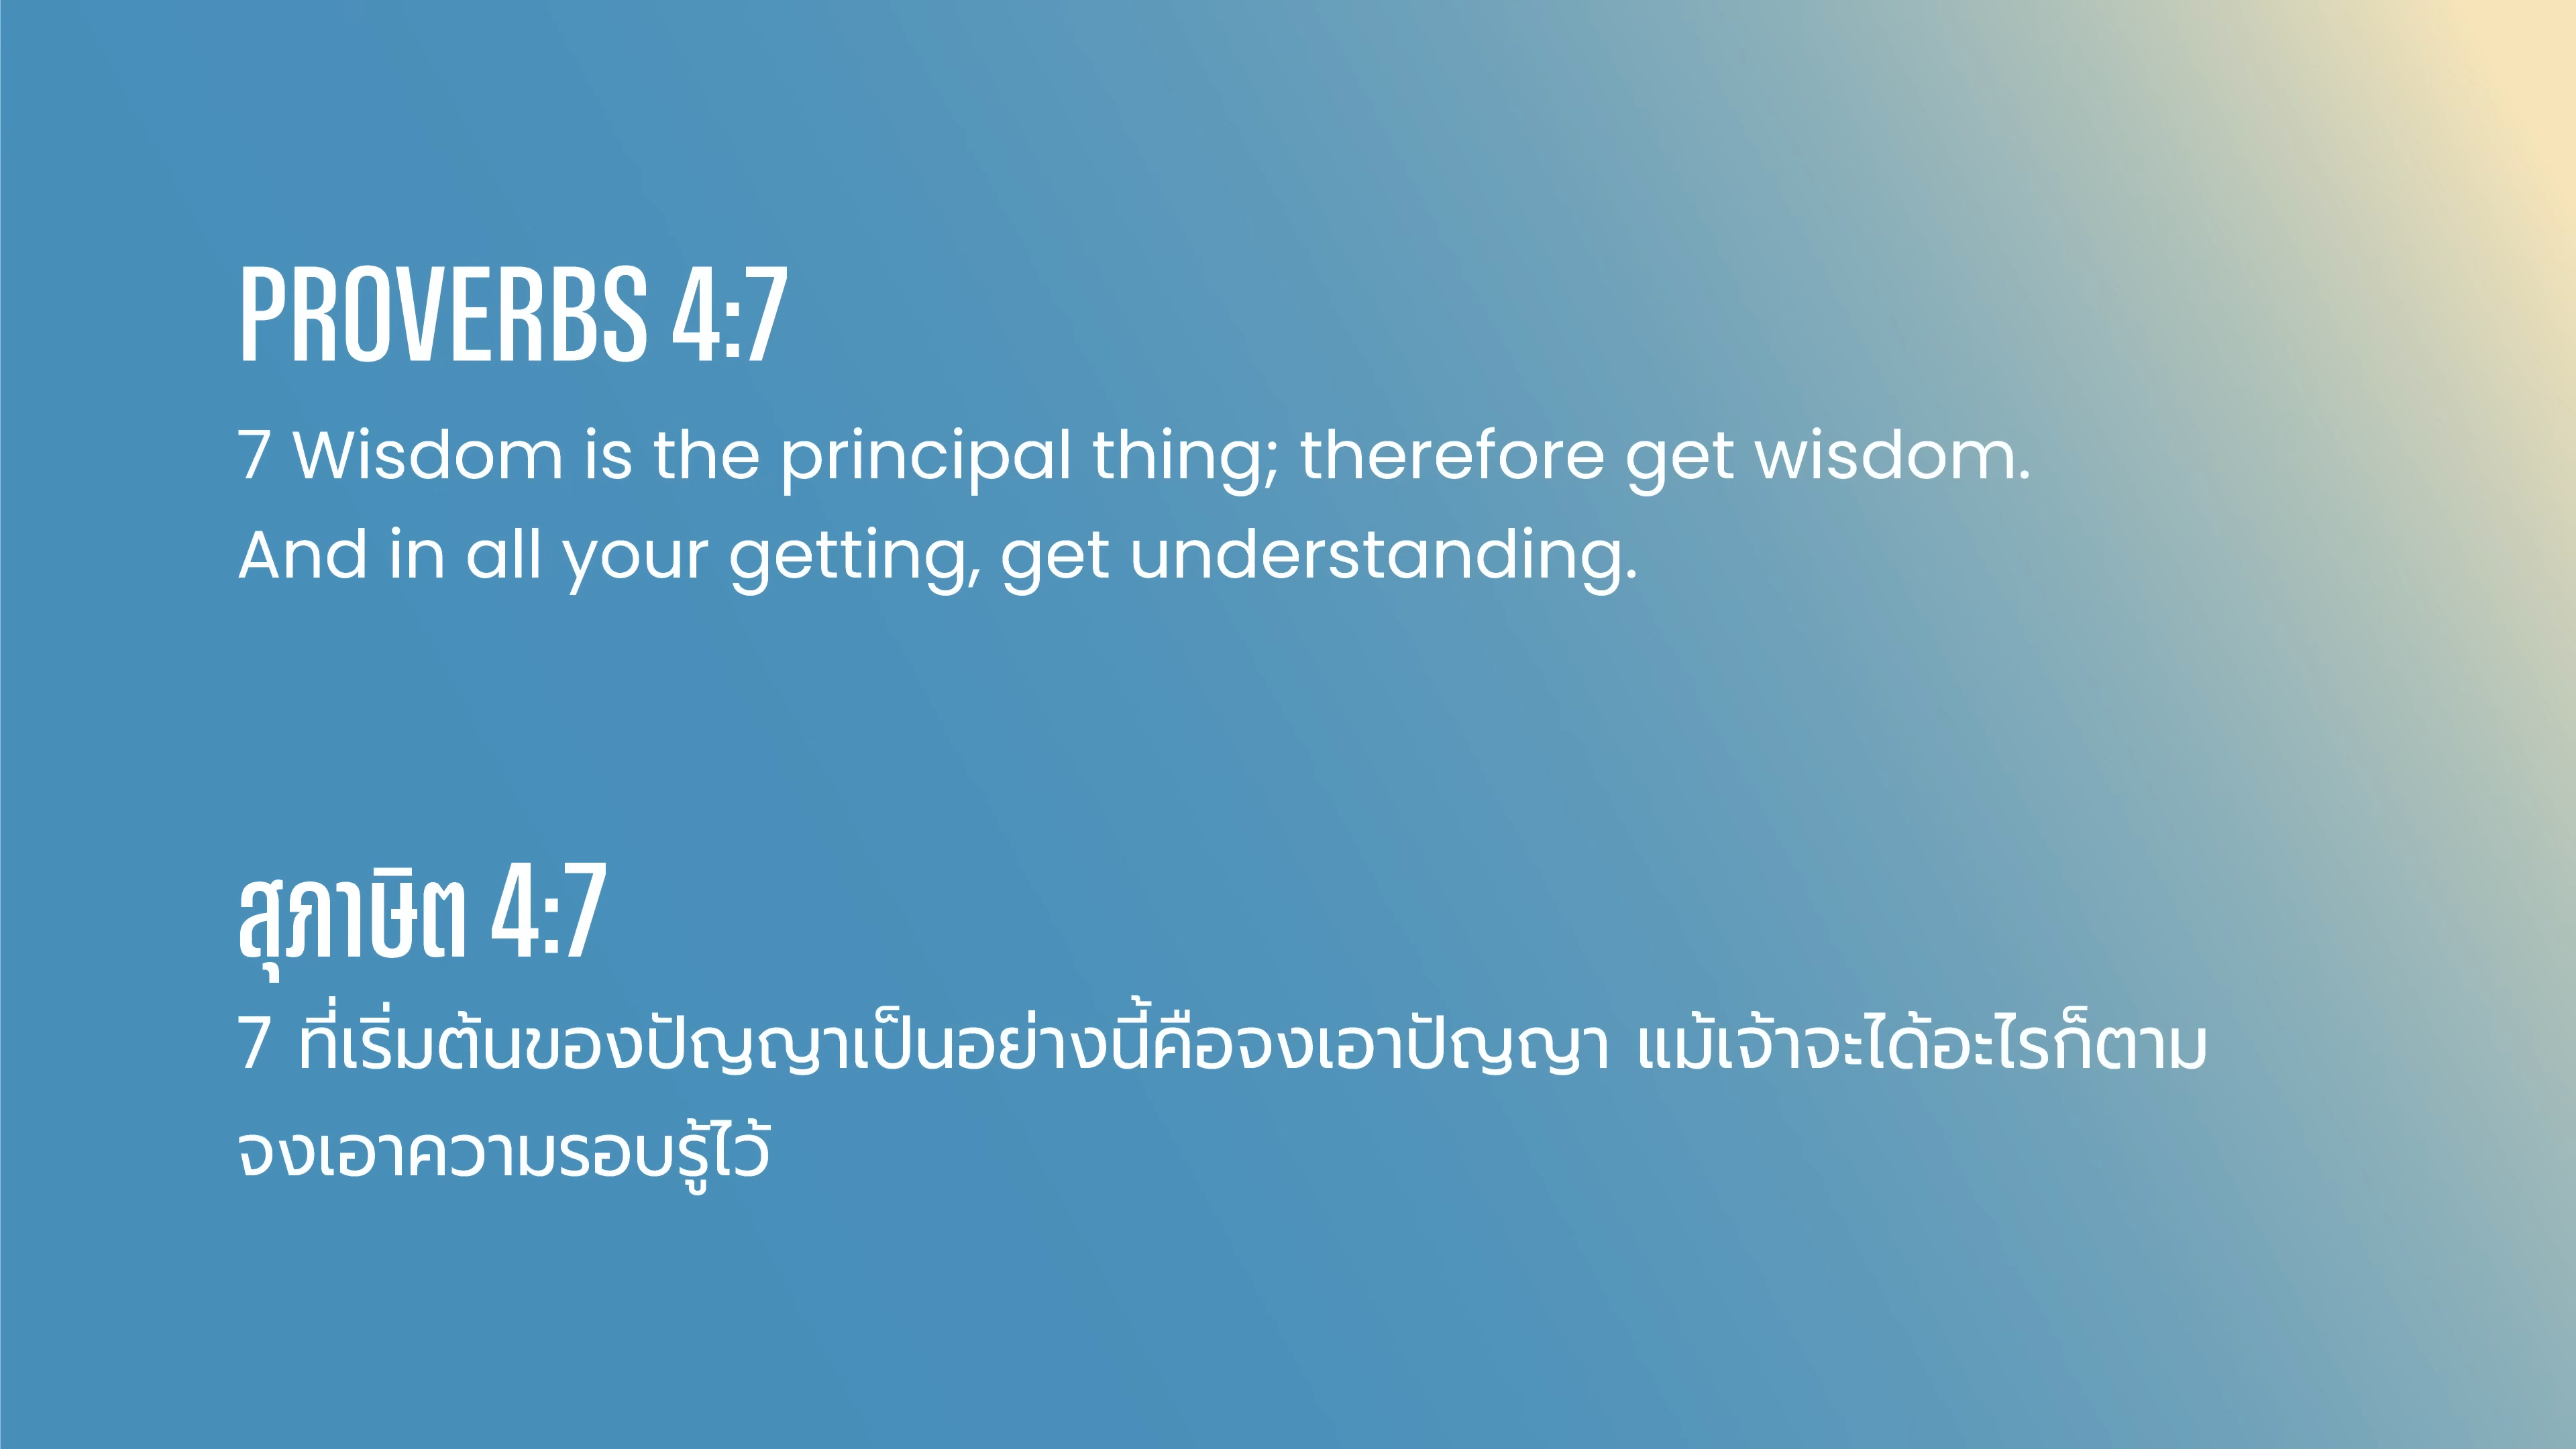 PROVERBS 4:7
7 Wisdom is the principal thing; therefore get wisdom.
And in all your getting, get understanding.
สุภาษิต 4:7
7 ที่เริ่มต้นของปัญญาเป็นอย่างนี้คือจงเอาปัญญา แม้เจ้าจะได้อะไรก็ตาม
จงเอาความรอบรู้ไว้